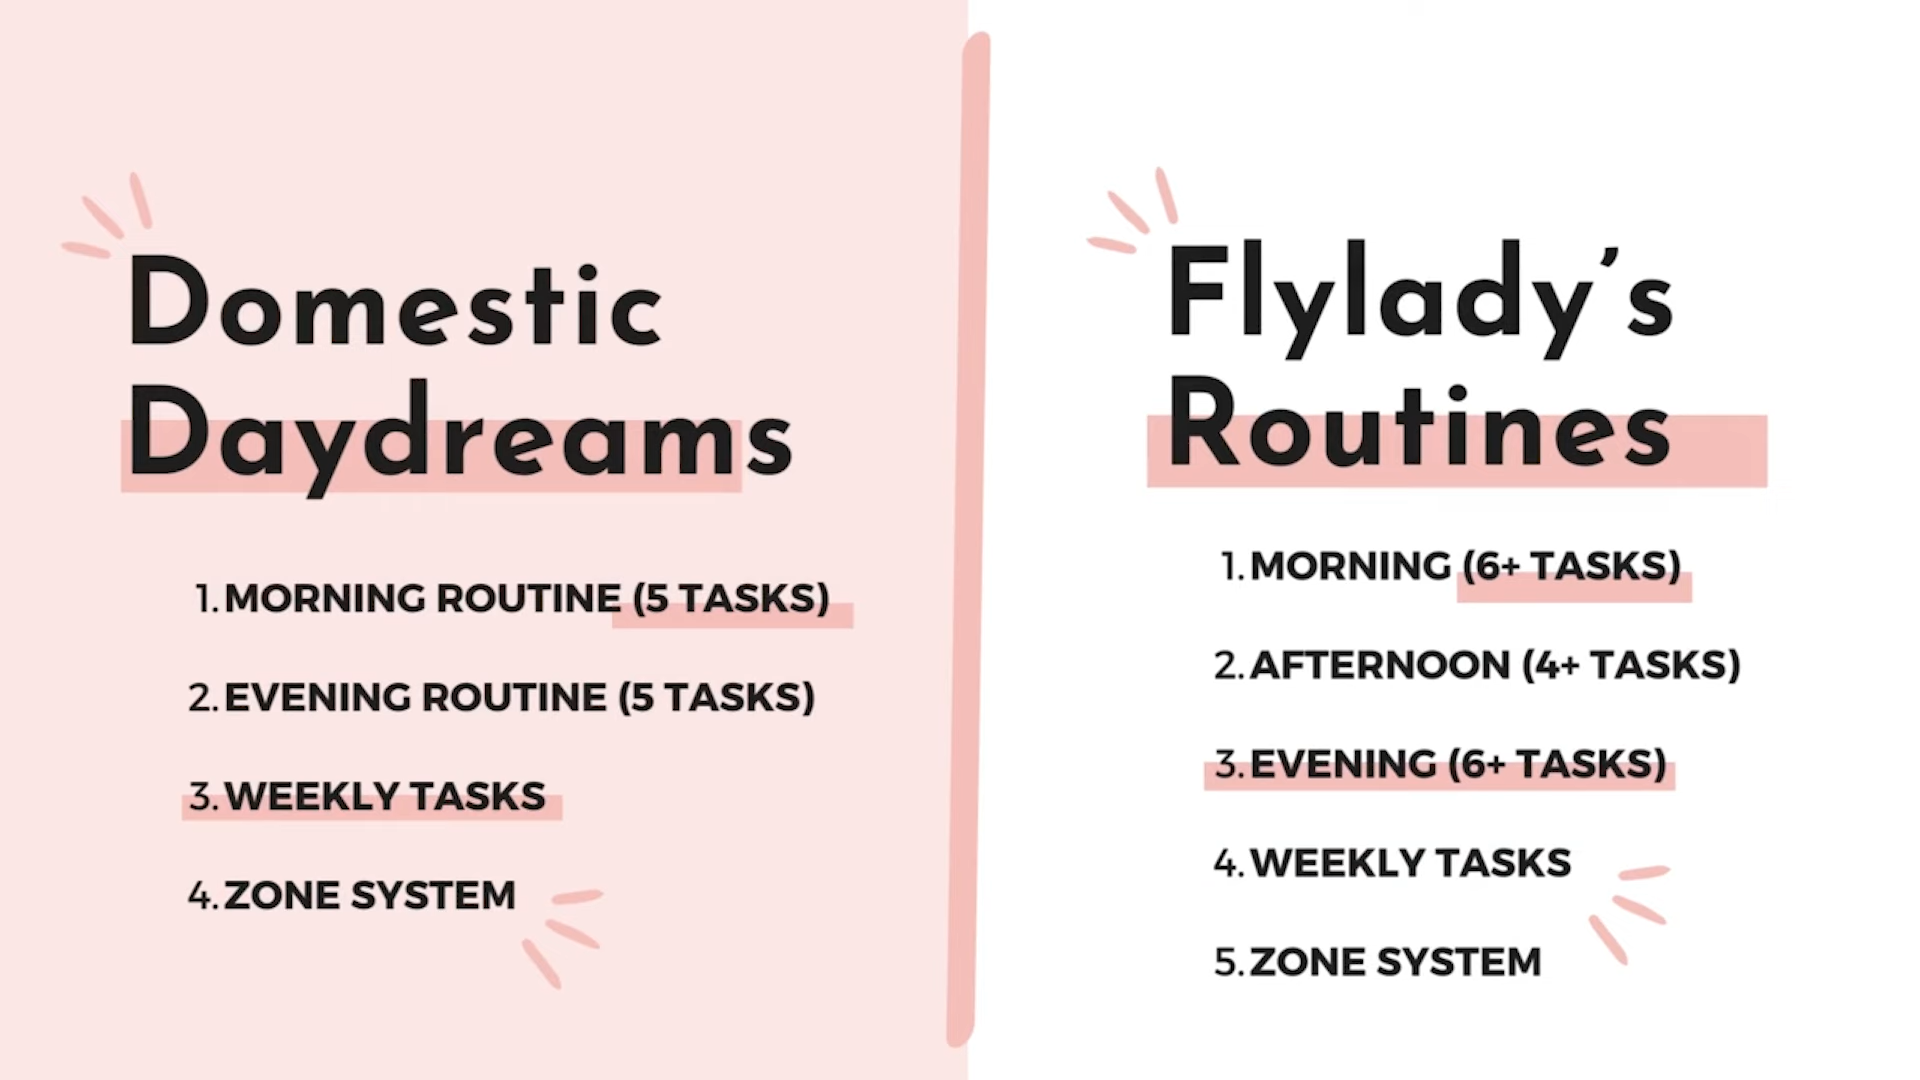 Domestic
Daydreams
1. MORNING ROUTINE (5 TASKS)
2. EVENING ROUTINE (5 TASKS)
3. WEEKLY TASKS
4. ZONE SYSTEM
Flylady's
Routines
1. MORNING (6+ TASKS)
2. AFTERNOON (4+ TASKS)
3. EVENING (6+ TASKS)
4. WEEKLY TASKS
5. ZONE SYSTEM